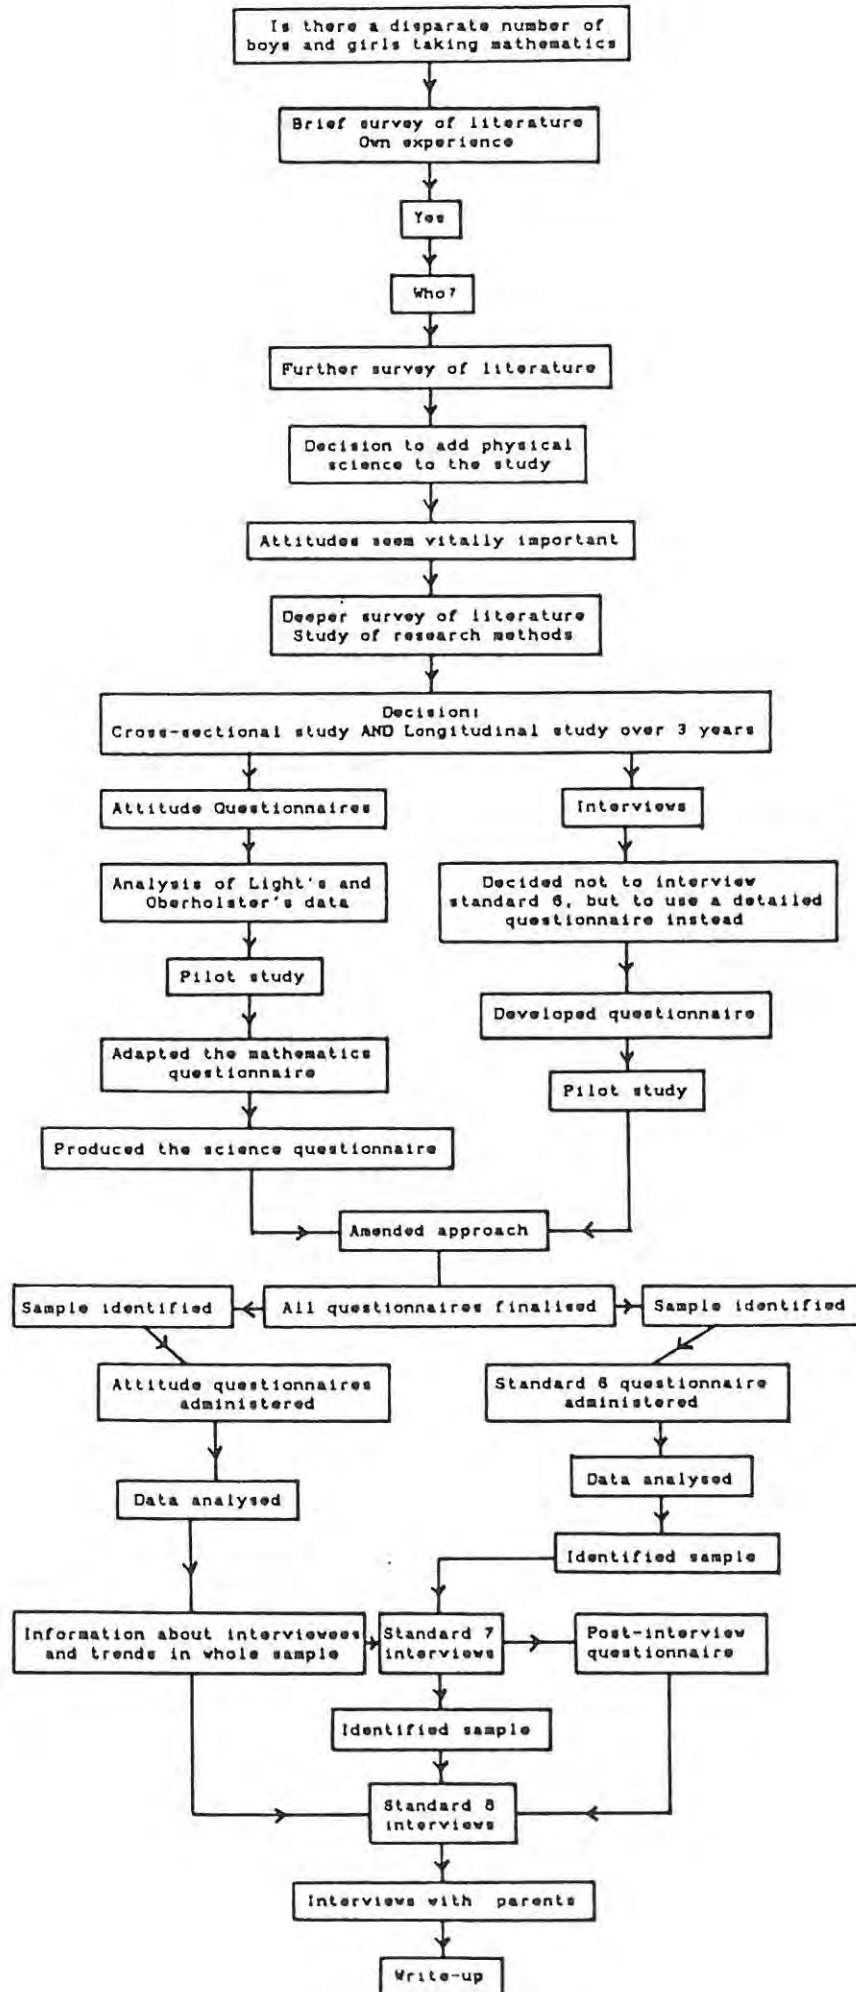 Is there a disparate number of
boys and girls taking mathematics
Brief survey of literature
Own experience
Yes
Who?
Further survey of literature
Decision to add physical
science to the study
Attitudes seem vitally important
Deeper survey of literature
Study of research methods
Decision:
Cross-sectional study AND Longitudinal study over 3 years
Attitude Questionnaires
Interviews
Analysis of Light's and
Oberholster's data
Decided not to interview
standard 6, but to use a detailed
questionnaire instead
Pilot study
Developed questionnaire
Adapted the mathematics
questionnaire
Pilot study
Produced the science questionnaire
Amended approach
Sample identified
All questionnaires finalised
Sample identified
Attitude questionnaires
administered
Standard 6 questionnaire
administered
Data analysed
Data analysed
Identified sample
Information about interviewees
and trends in whole sample
Standard 7
interviews
Post-interview
questionnaire
Identified sample
Standard 8
interviews
Interviews with parents
Write-up